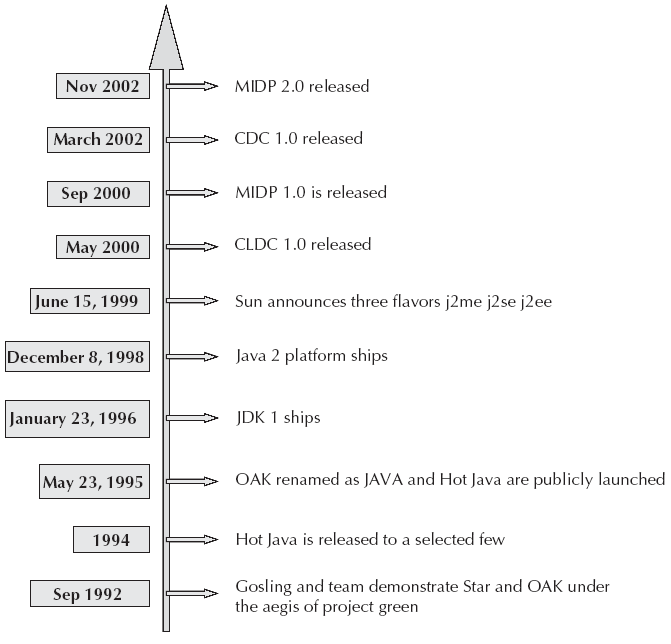 Nov 2002 MIDP 2.0 released
March 2002 CDC 1.0 released
Sep 2000 MIDP 1.0 is released
May 2000 CLDC 1.0 released
June 15, 1999 Sun announces three flavors j2me j2se j2ee
December 8, 1998 Java 2 platform ships
January 23, 1996 JDK 1 ships
May 23, 1995 OAK renamed as JAVA and Hot Java are publicly launched
1994 Hot Java is released to a selected few
Sep 1992 Gosling and team demonstrate Star and OAK under
the aegis of project green